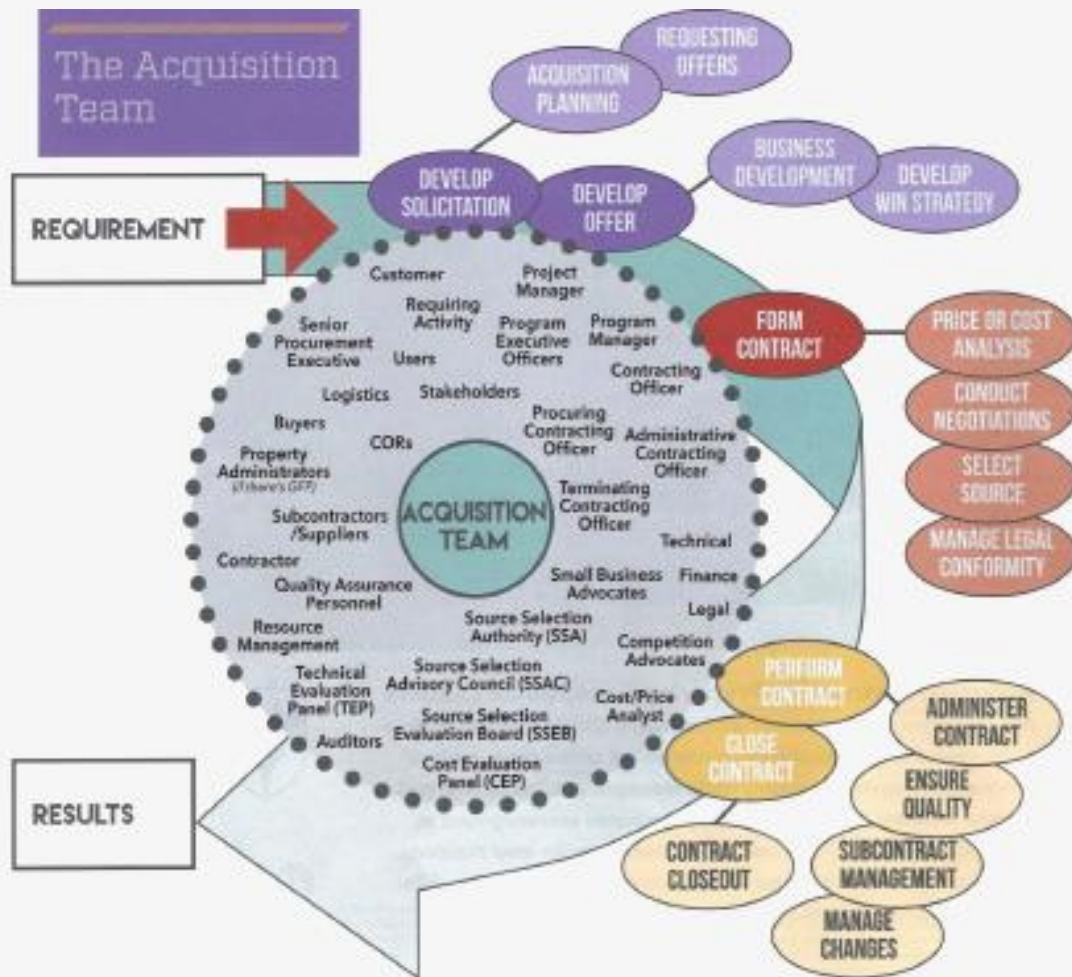 The Acquisition
Team
REQUESTING
OFFERS
ACQUISITION
PLANNING
BUSINESS
DEVELOPMENT
DEVELOP
WIN STRATEGY
DEVELOP
SOLICITATION
DEVELOP
OFFER
REQUIREMENT
FORM
CONTRACT
PRICE OR COST
ANALYSIS
CONDUCT
NEGOTIATIONS
SELECT
SOURCE
MANAGE LEGAL
CONFORMITY
Customer
Project
Manager
Requiring
Activity
Senior
Procurement
Executive
Program
Executive
Officers
Program
Manager
Users
Contracting
Officer
Logistics
Stakeholders
Buyers
CORs
Procuring
Contracting
Officer
Administrative
Contracting
Officer
Property
Administrators
(if there's GFP)
ACQUISITION
TEAM
Terminating
Contracting
Officer
Subcontractors
/Suppliers
Technical
Contractor
Quality Assurance
Personnel
Small Business
Advocates
Finance
Legal
Resource
Management
Source Selection
Authority (SSA)
Competition
Advocates
Technical
Evaluation
Panel (TEP)
Source Selection
Advisory Council (SSAC)
Cost/Price
Analyst
Source Selection
Evaluation Board (SSEB)
Auditors
Cost Evaluation
Panel (CEP)
PERFORM
CONTRACT
ADMINISTER
CONTRACT
ENSURE
QUALITY
SUBCONTRACT
MANAGEMENT
MANAGE
CHANGES
CLOSE
CONTRACT
CONTRACT
CLOSEOUT
RESULTS